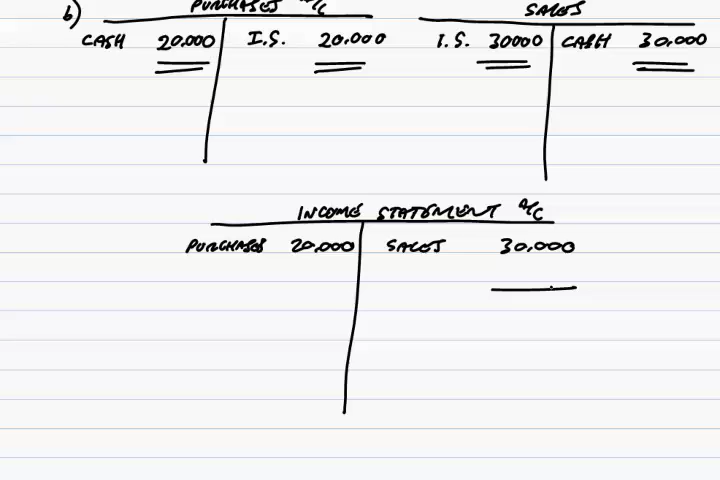 b) PURCHASES A/C SALES
CASH 20,000 I.S. 20,000 I.S. 30000 CASH 30,000
INCOME STATEMENT A/C
PURCHASES 20,000 SALES 30,000